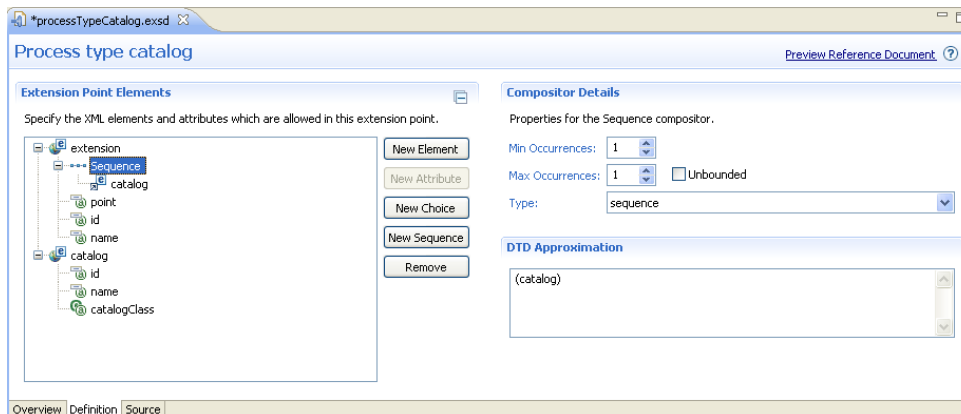 *processTypeCatalog.exsd
Process type catalog
Preview Reference Document
?
Extension Point Elements
Specify the XML elements and attributes which are allowed in this extension point.
e extension
Sequence
e catalog
a point
a id
a name
e catalog
a id
a name
a catalogClass
New Element
New Attribute
New Choice
New Sequence
Remove
Compositor Details
Properties for the Sequence compositor.
Min Occurrences: 1
Max Occurrences: 1 Unbounded
Type: sequence
DTD Approximation
(catalog)
Overview Definition Source